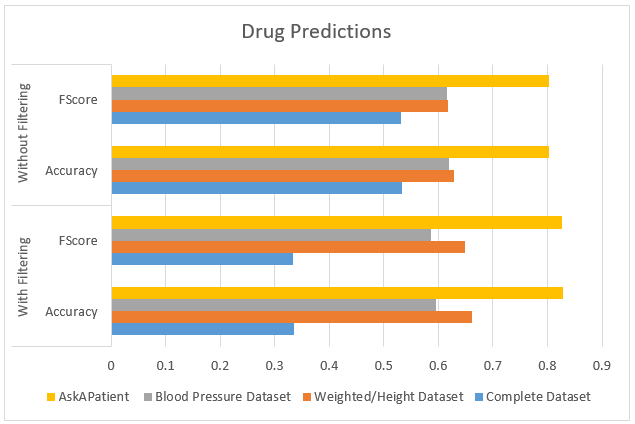 Drug Predictions
Without Filtering
FScore
Accuracy
With Filtering
FScore
Accuracy
0 0.1 0.2 0.3 0.4 0.5 0.6 0.7 0.8 0.9
AskAPatient Blood Pressure Dataset Weighted/Height Dataset Complete Dataset